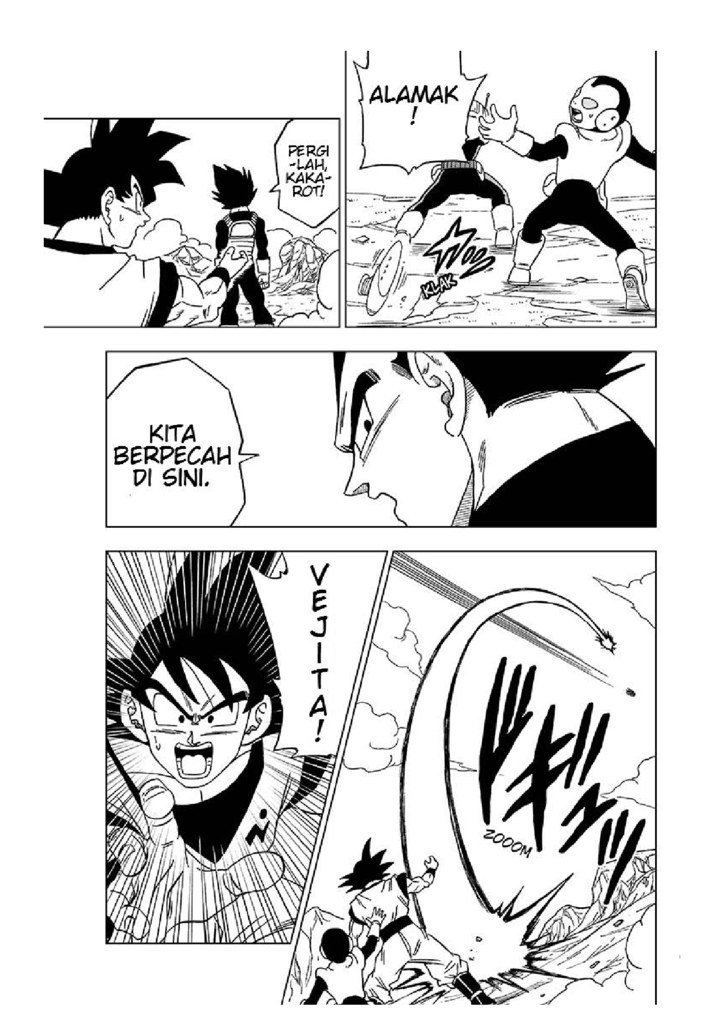 ALAMAK
!
KLAK
PERGI
-LAH,
KAKA-
ROT!
KITA
BERPECAH
DI SINI.
ZOOOM
VEJITA!